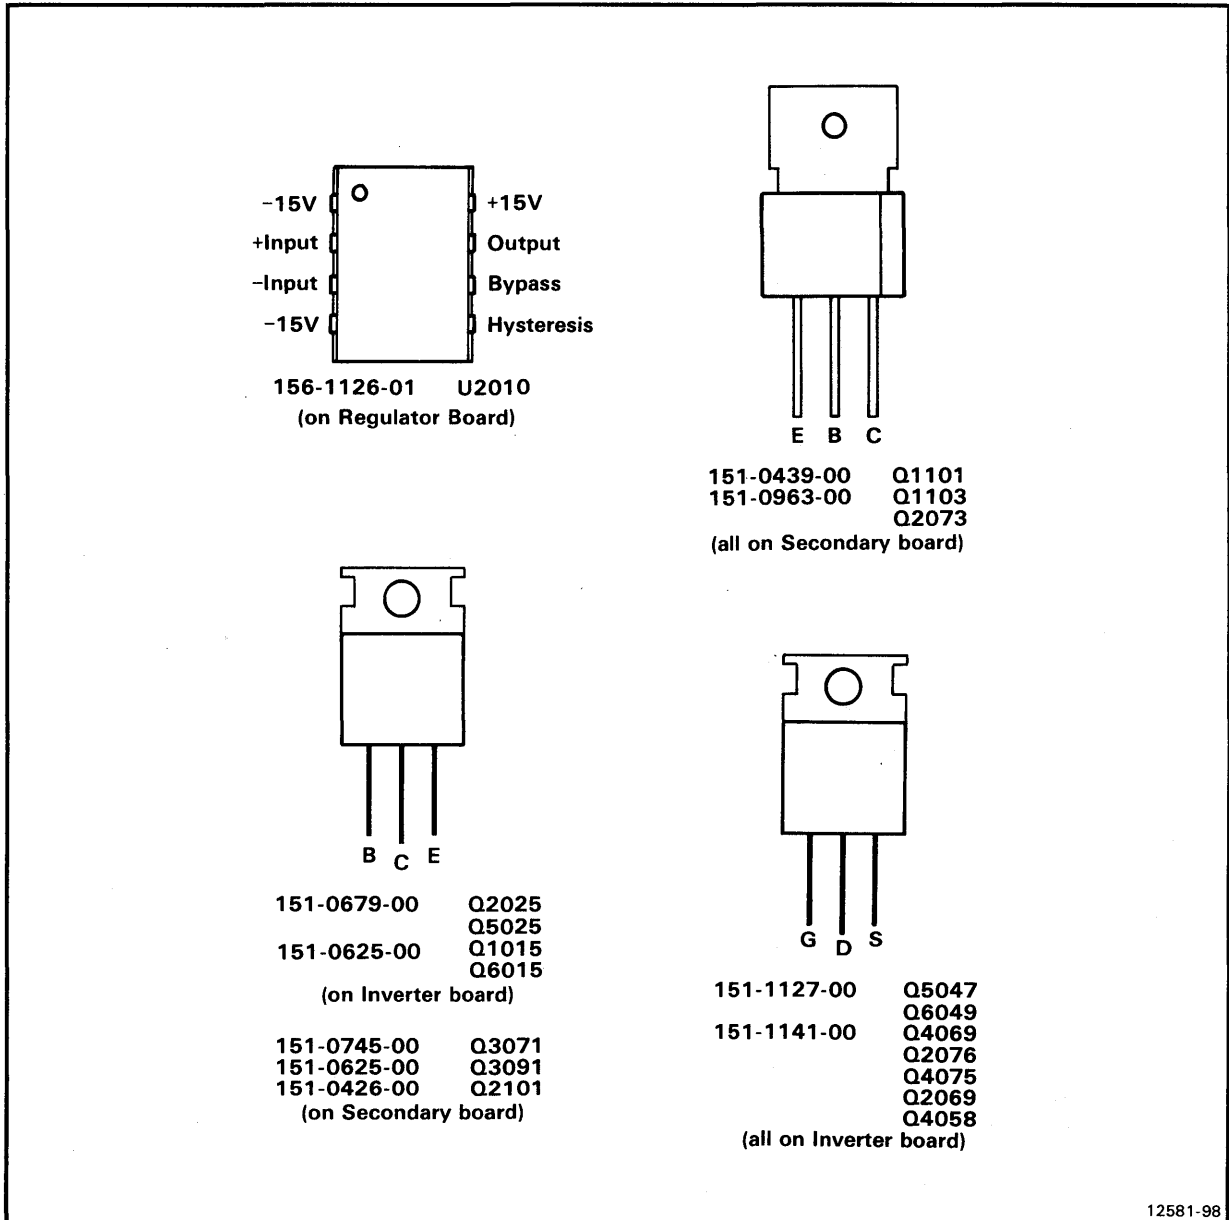 -15V +15V
+Input Output
-Input Bypass
-15V Hysteresis
156-1126-01 U2010
(on Regulator Board)
E B C
151-0439-00 Q1101
151-0963-00 Q1103
Q2073
(all on Secondary board)
B C E
151-0679-00 Q2025
Q5025
151-0625-00 Q1015
Q6015
(on Inverter board)
151-0745-00 Q3071
151-0625-00 Q3091
151-0426-00 Q2101
(on Secondary board)
G D S
151-1127-00 Q5047
Q6049
151-1141-00 Q4069
Q2076
Q4075
Q2069
Q4058
(all on Inverter board)
12581-98